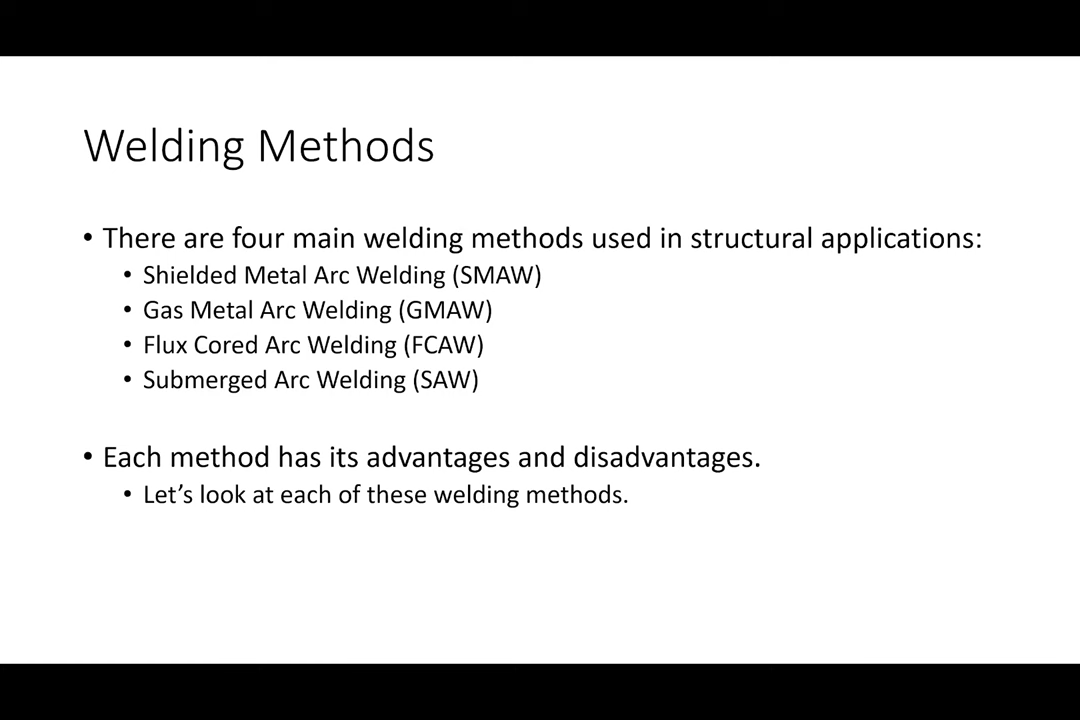 Welding Methods
• There are four main welding methods used in structural applications:
• Shielded Metal Arc Welding (SMAW)
• Gas Metal Arc Welding (GMAW)
• Flux Cored Arc Welding (FCAW)
• Submerged Arc Welding (SAW)
• Each method has its advantages and disadvantages.
• Let’s look at each of these welding methods.